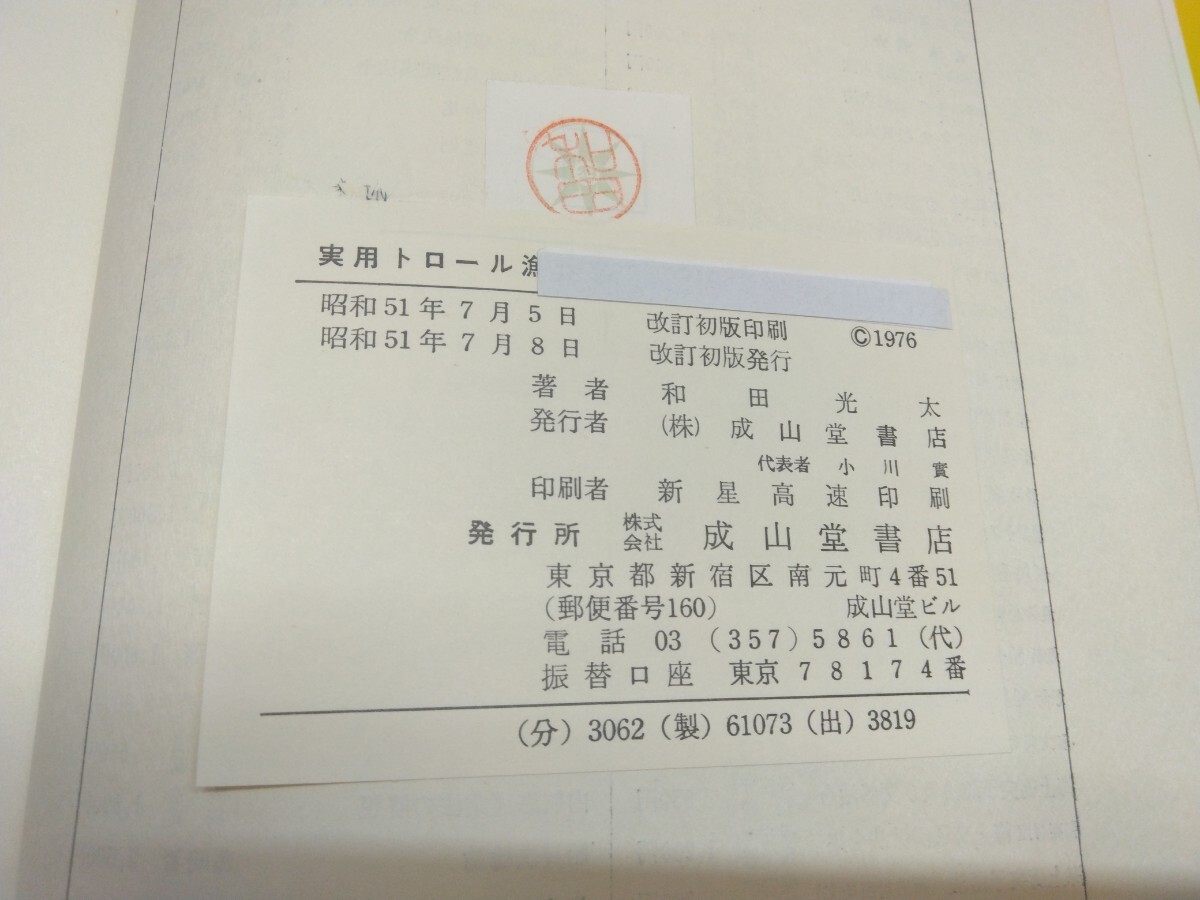 実用トロール漁
昭和51年7月5日 改訂初版印刷 ©1976
昭和51年7月8日 改訂初版発行
著者 和田光太
発行者 (株)成山堂書店
代表者 小川實
印刷者 新星高速印刷
発行所 株式会社 成山堂書店
東京都新宿区南元町4番51
(郵便番号160) 成山堂ビル
電話 03 (357) 5861 (代)
振替口座 東京78174番
(分) 3062 (製) 61073 (出) 3819